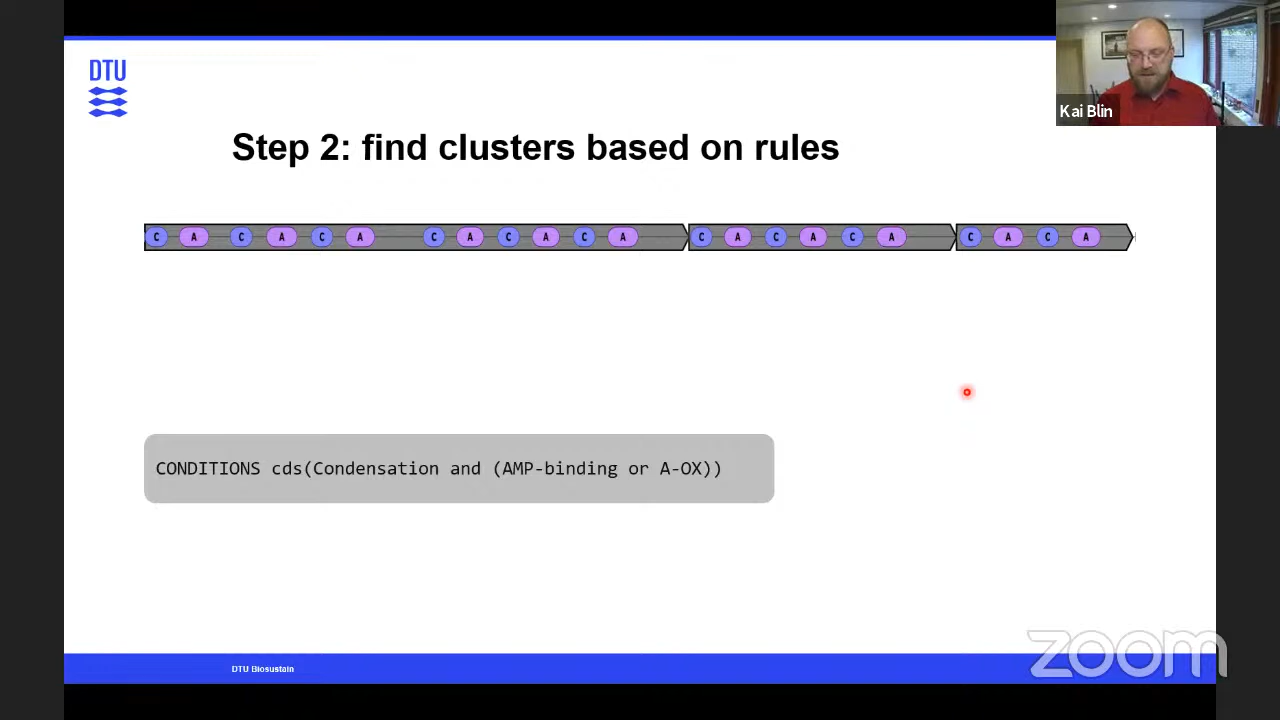 DTU
Kai Blin
Step 2: find clusters based on rules
C A C A C A C A C A C A C A C A C A C A C A
CONDITIONS cds(Condensation and (AMP-binding or A-OX))
DTU Biosustain
zoom